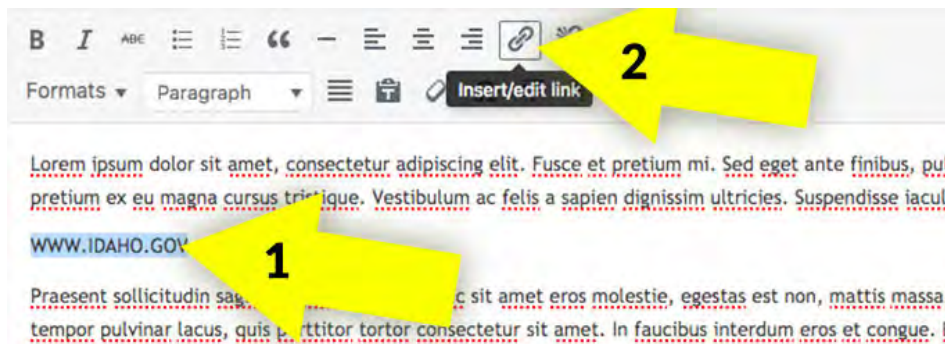 B I ABC
2
Formats Paragraph Insert/edit link
Lorem ipsum dolor sit amet, consectetur adipiscing elit. Fusce et pretium mi. Sed eget ante finibus,
pretium ex eu magna cursus tristique. Vestibulum ac felis a sapien dignissim ultricies. Suspendisse
WWW.IDAHO.GOV
1
Praesent sollicitudin sit amet eros molestie, egestas est non, mattis massa
tempor pulvinar lacus, quis porttitor tortor consectetur sit amet. In faucibus interdum eros et congue.